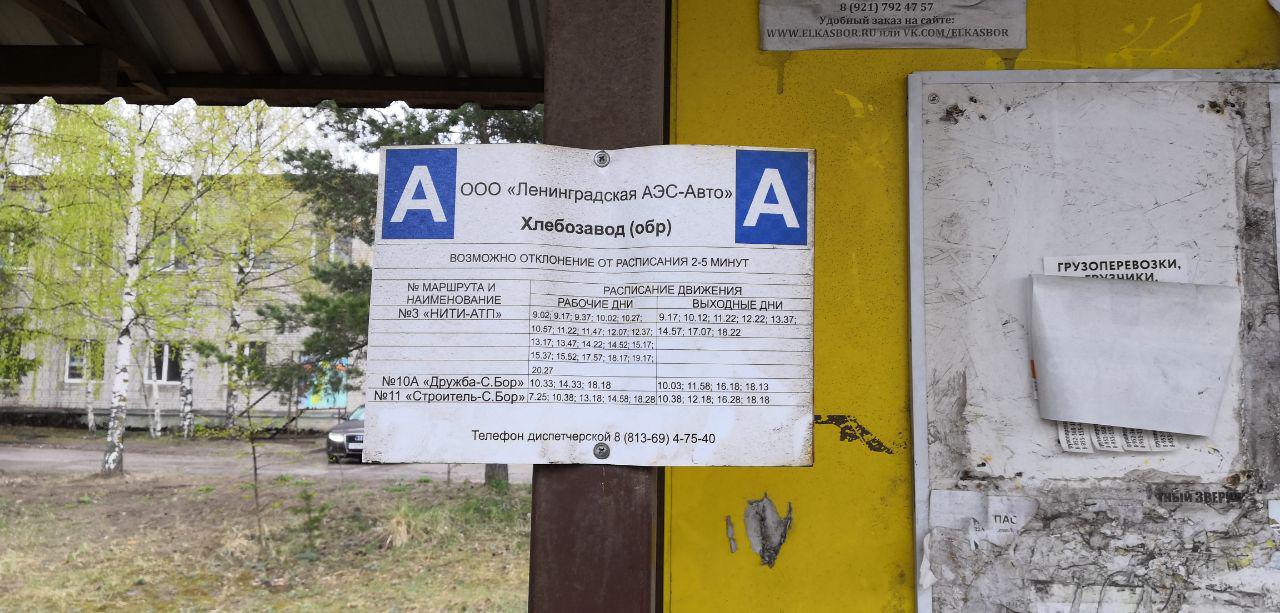 8 (921) 792 47 57
Удобный заказ на сайте:
WWW.ELKASBOR.RU или VK.COM/ELKASBOR
А ООО «Ленинградская АЭС-Авто» А
Хлебозавод (обр)
ВОЗМОЖНО ОТКЛОНЕНИЕ ОТ РАСПИСАНИЯ 2-5 МИНУТ
№ МАРШРУТА И НАИМЕНОВАНИЕ РАСПИСАНИЕ ДВИЖЕНИЯ
РАБОЧИЕ ДНИ ВЫХОДНЫЕ ДНИ
№3 «НИТИ-АТП» 9.02; 9.17; 9.37; 10.02; 10.27; 9.17; 10.12; 11.22; 12.22; 13.37;
10.57; 11.22; 11.47; 12.07; 12.37; 14.57; 17.07; 18.22
13.17; 13.47; 14.22; 14.52; 15.17;
15.37; 15.52; 17.57; 18.17; 19.17;
20.27
№10А «Дружба-С.Бор» 10.33; 14.33; 18.18 10.03; 11.58; 16.18; 18.13
№11 «Строитель-С.Бор» 7.25; 10.38; 13.18; 14.58; 18.28 10.38; 12.18; 16.28; 18.18
Телефон диспетчерской 8 (813-69) 4-75-40
ГРУЗОПЕРЕВОЗКИ,
ГРУЗЧИКИ.
ТНЫЙ ЗВЕРИН
ПАС